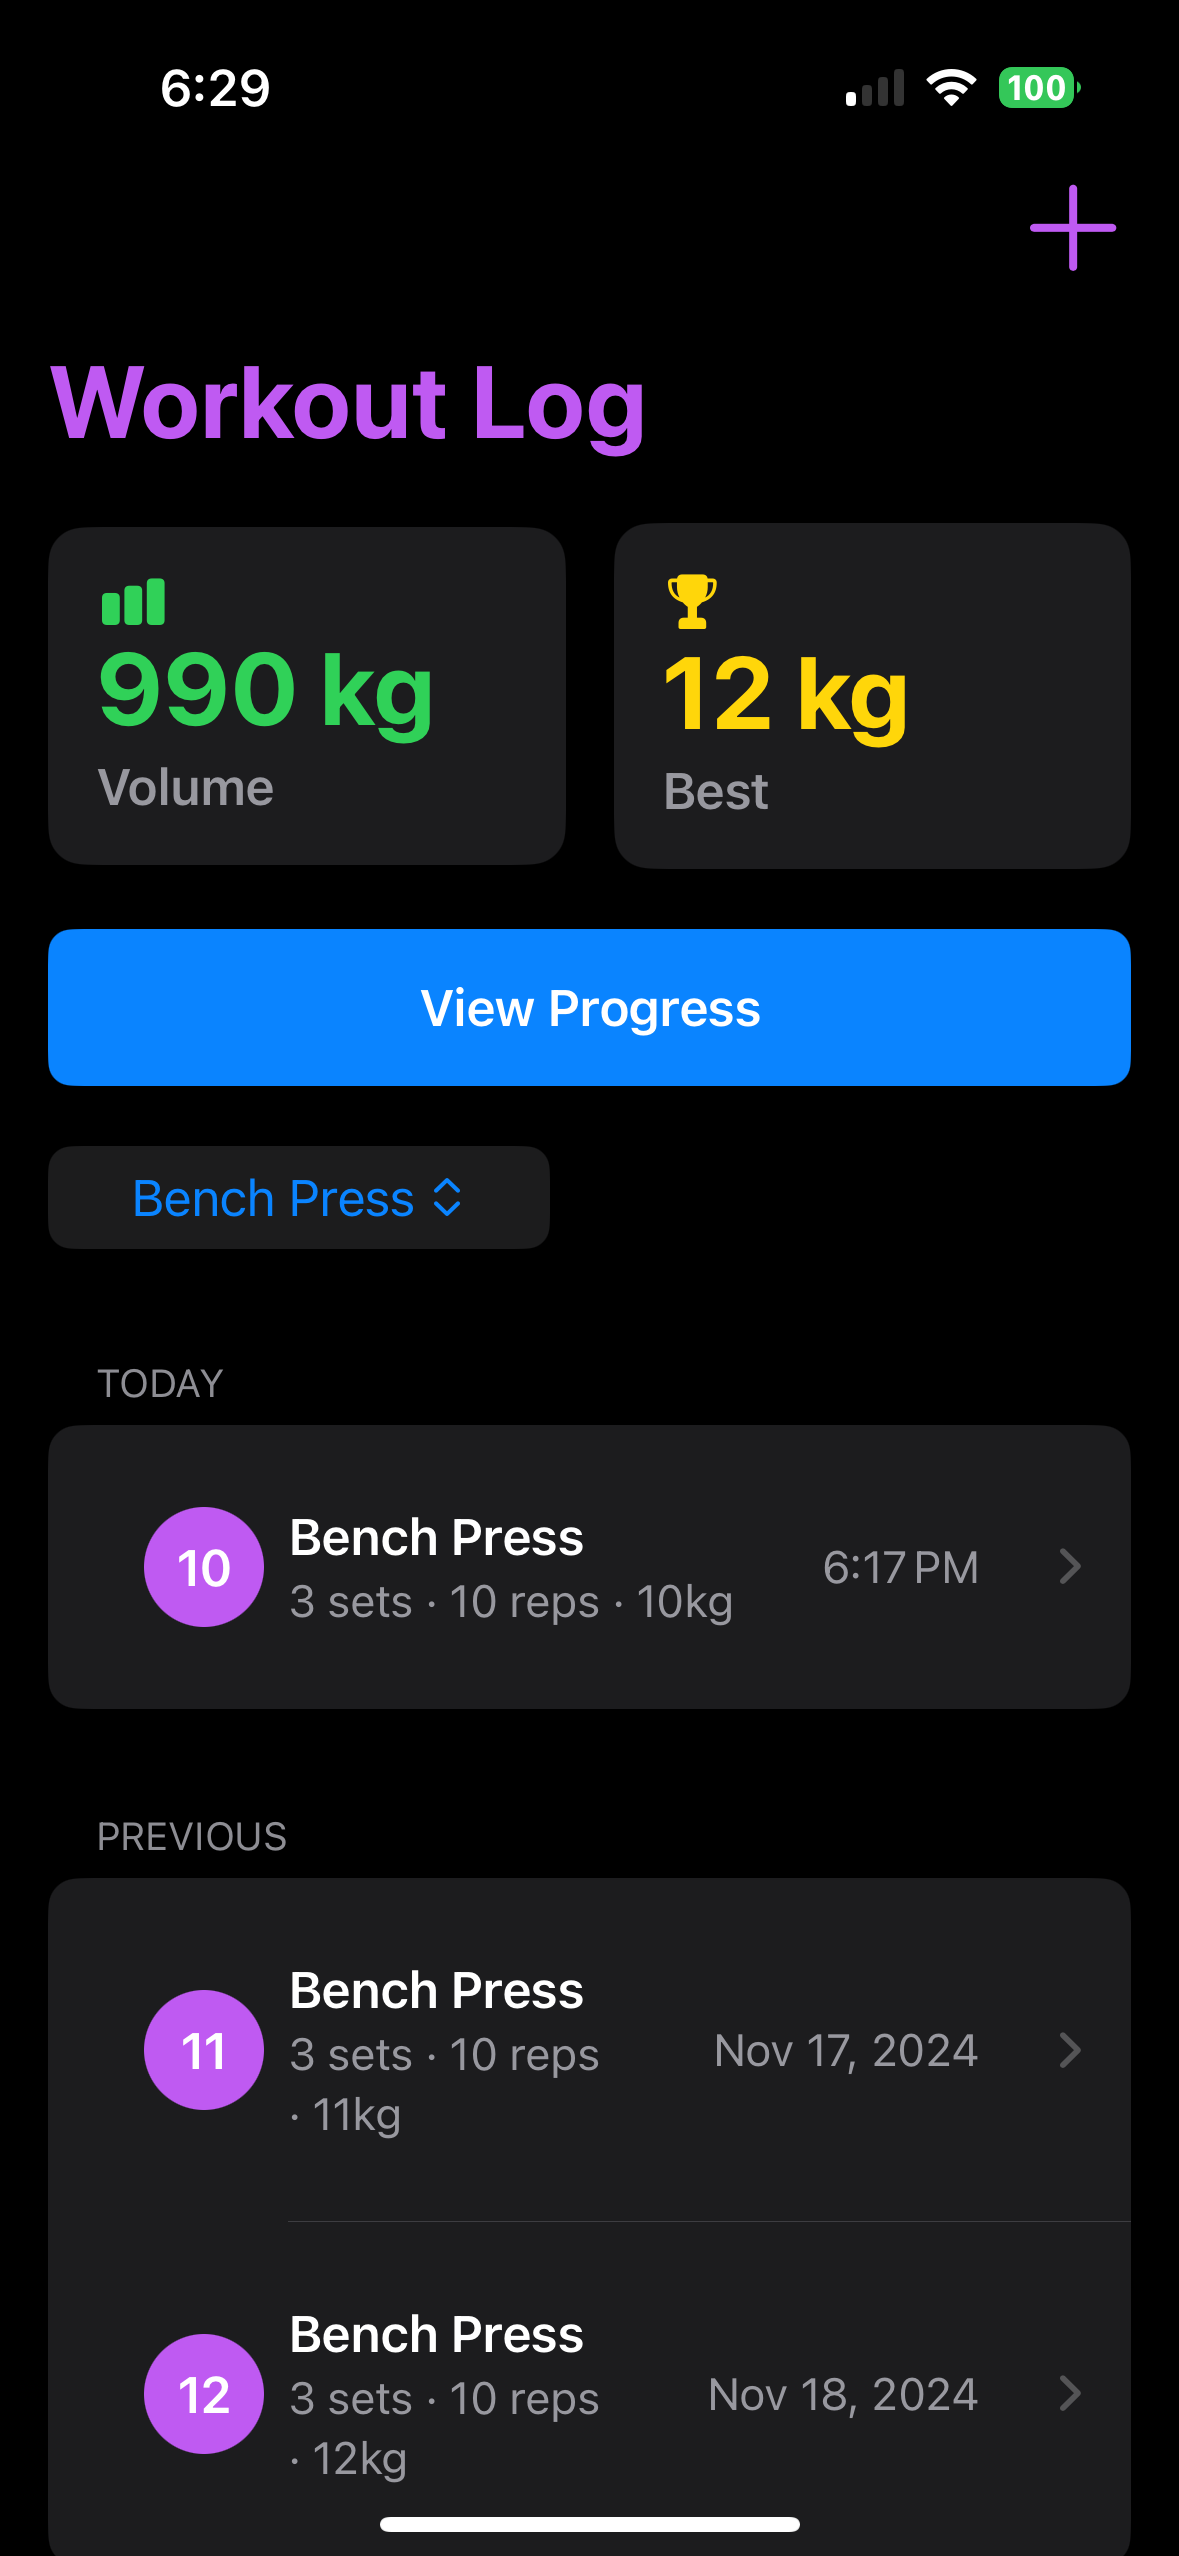 6:29
100
Workout Log
990 kg
Volume
12 kg
Best
View Progress
Bench Press
TODAY
10
Bench Press
3 sets · 10 reps · 10kg
6:17 PM
PREVIOUS
11
Bench Press
3 sets · 10 reps
· 11kg
Nov 17, 2024
12
Bench Press
3 sets · 10 reps
· 12kg
Nov 18, 2024